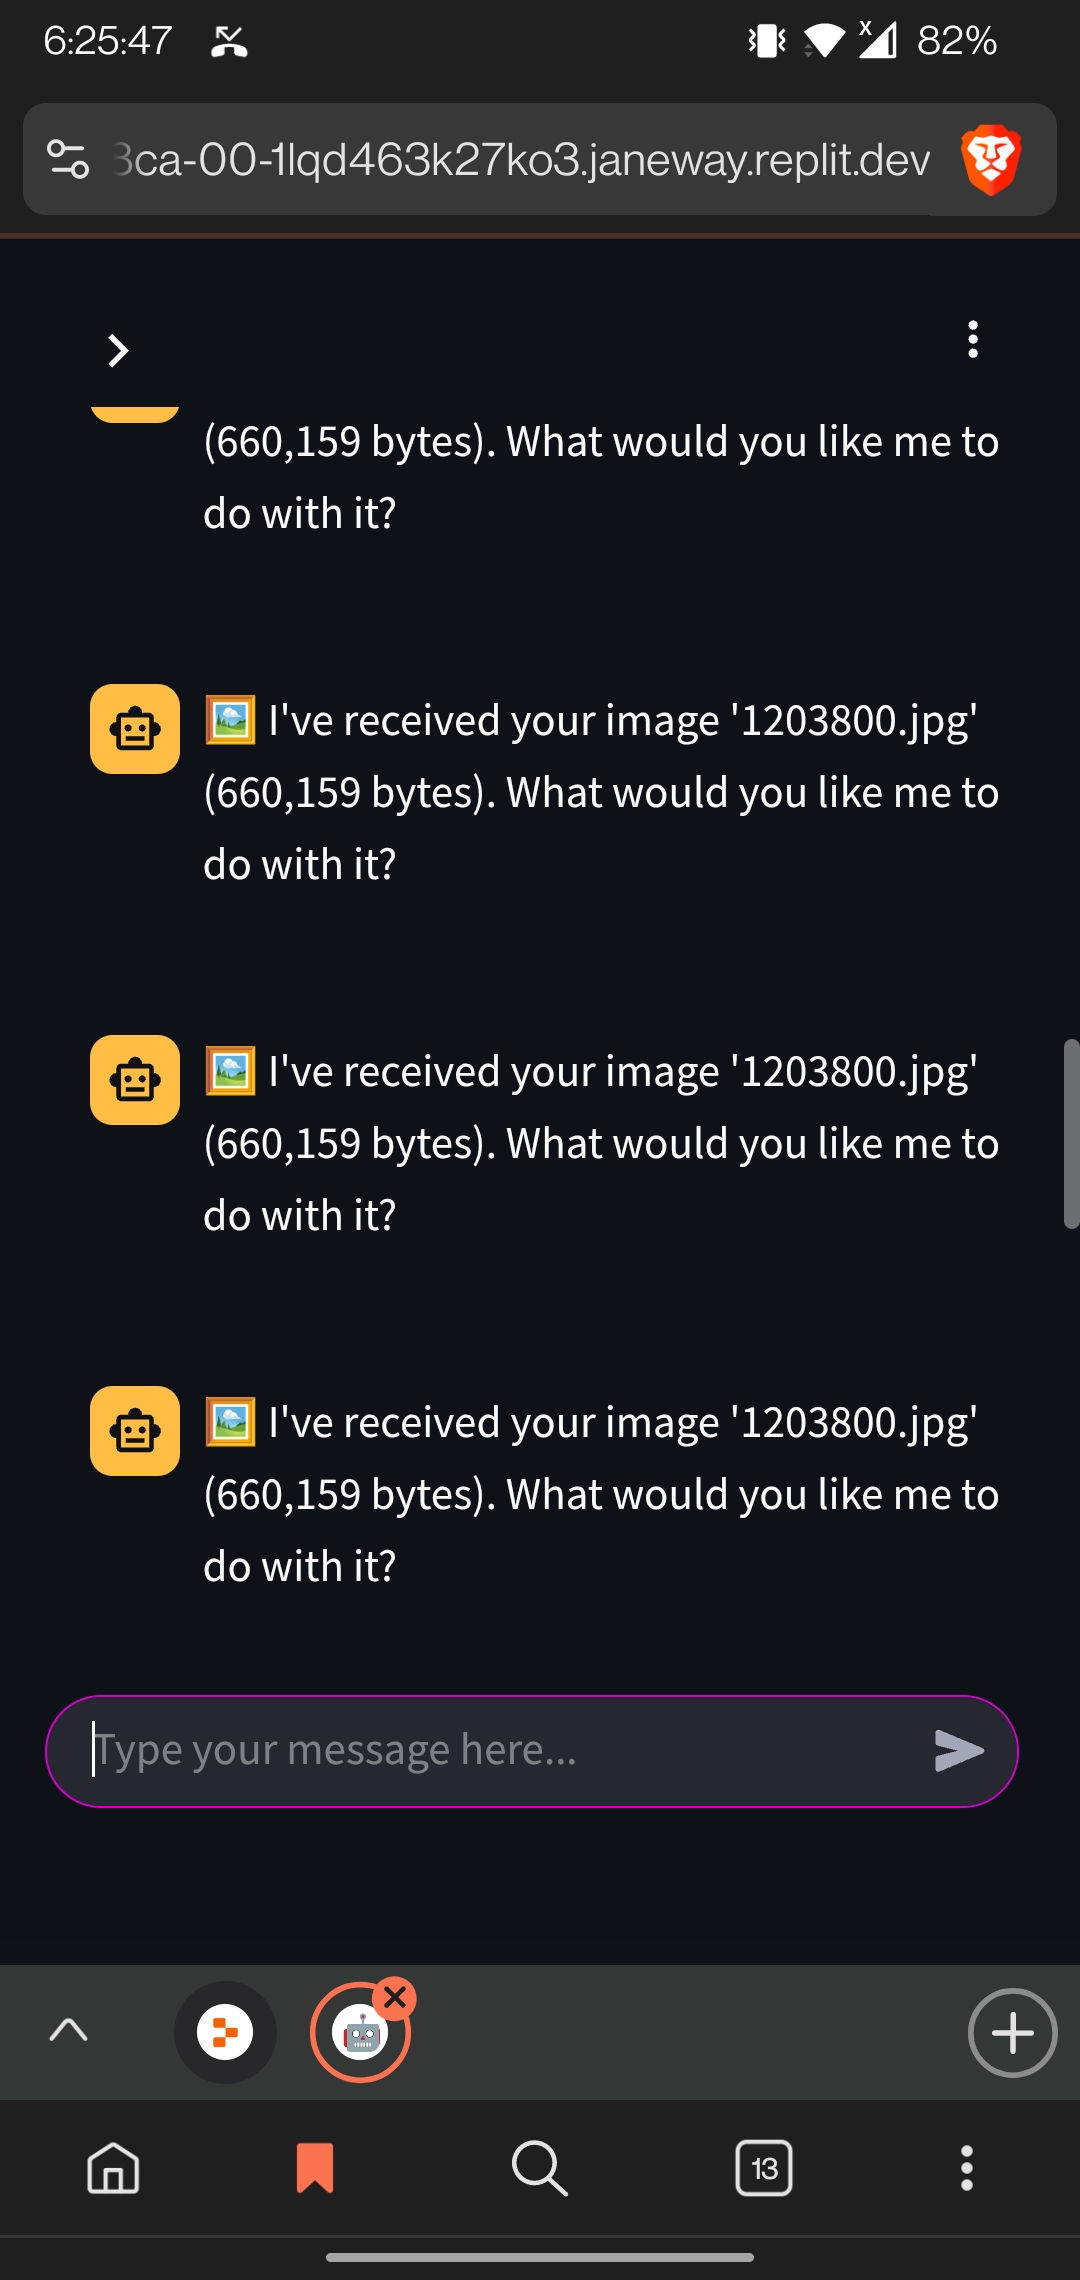 6:25:47
x
82%
3ca-00-1lqd463k27ko3.janeway.replit.dev
(660,159 bytes). What would you like me to
do with it?
I've received your image '1203800.jpg'
(660,159 bytes). What would you like me to
do with it?
I've received your image '1203800.jpg'
(660,159 bytes). What would you like me to
do with it?
I've received your image '1203800.jpg'
(660,159 bytes). What would you like me to
do with it?
Type your message here...
13